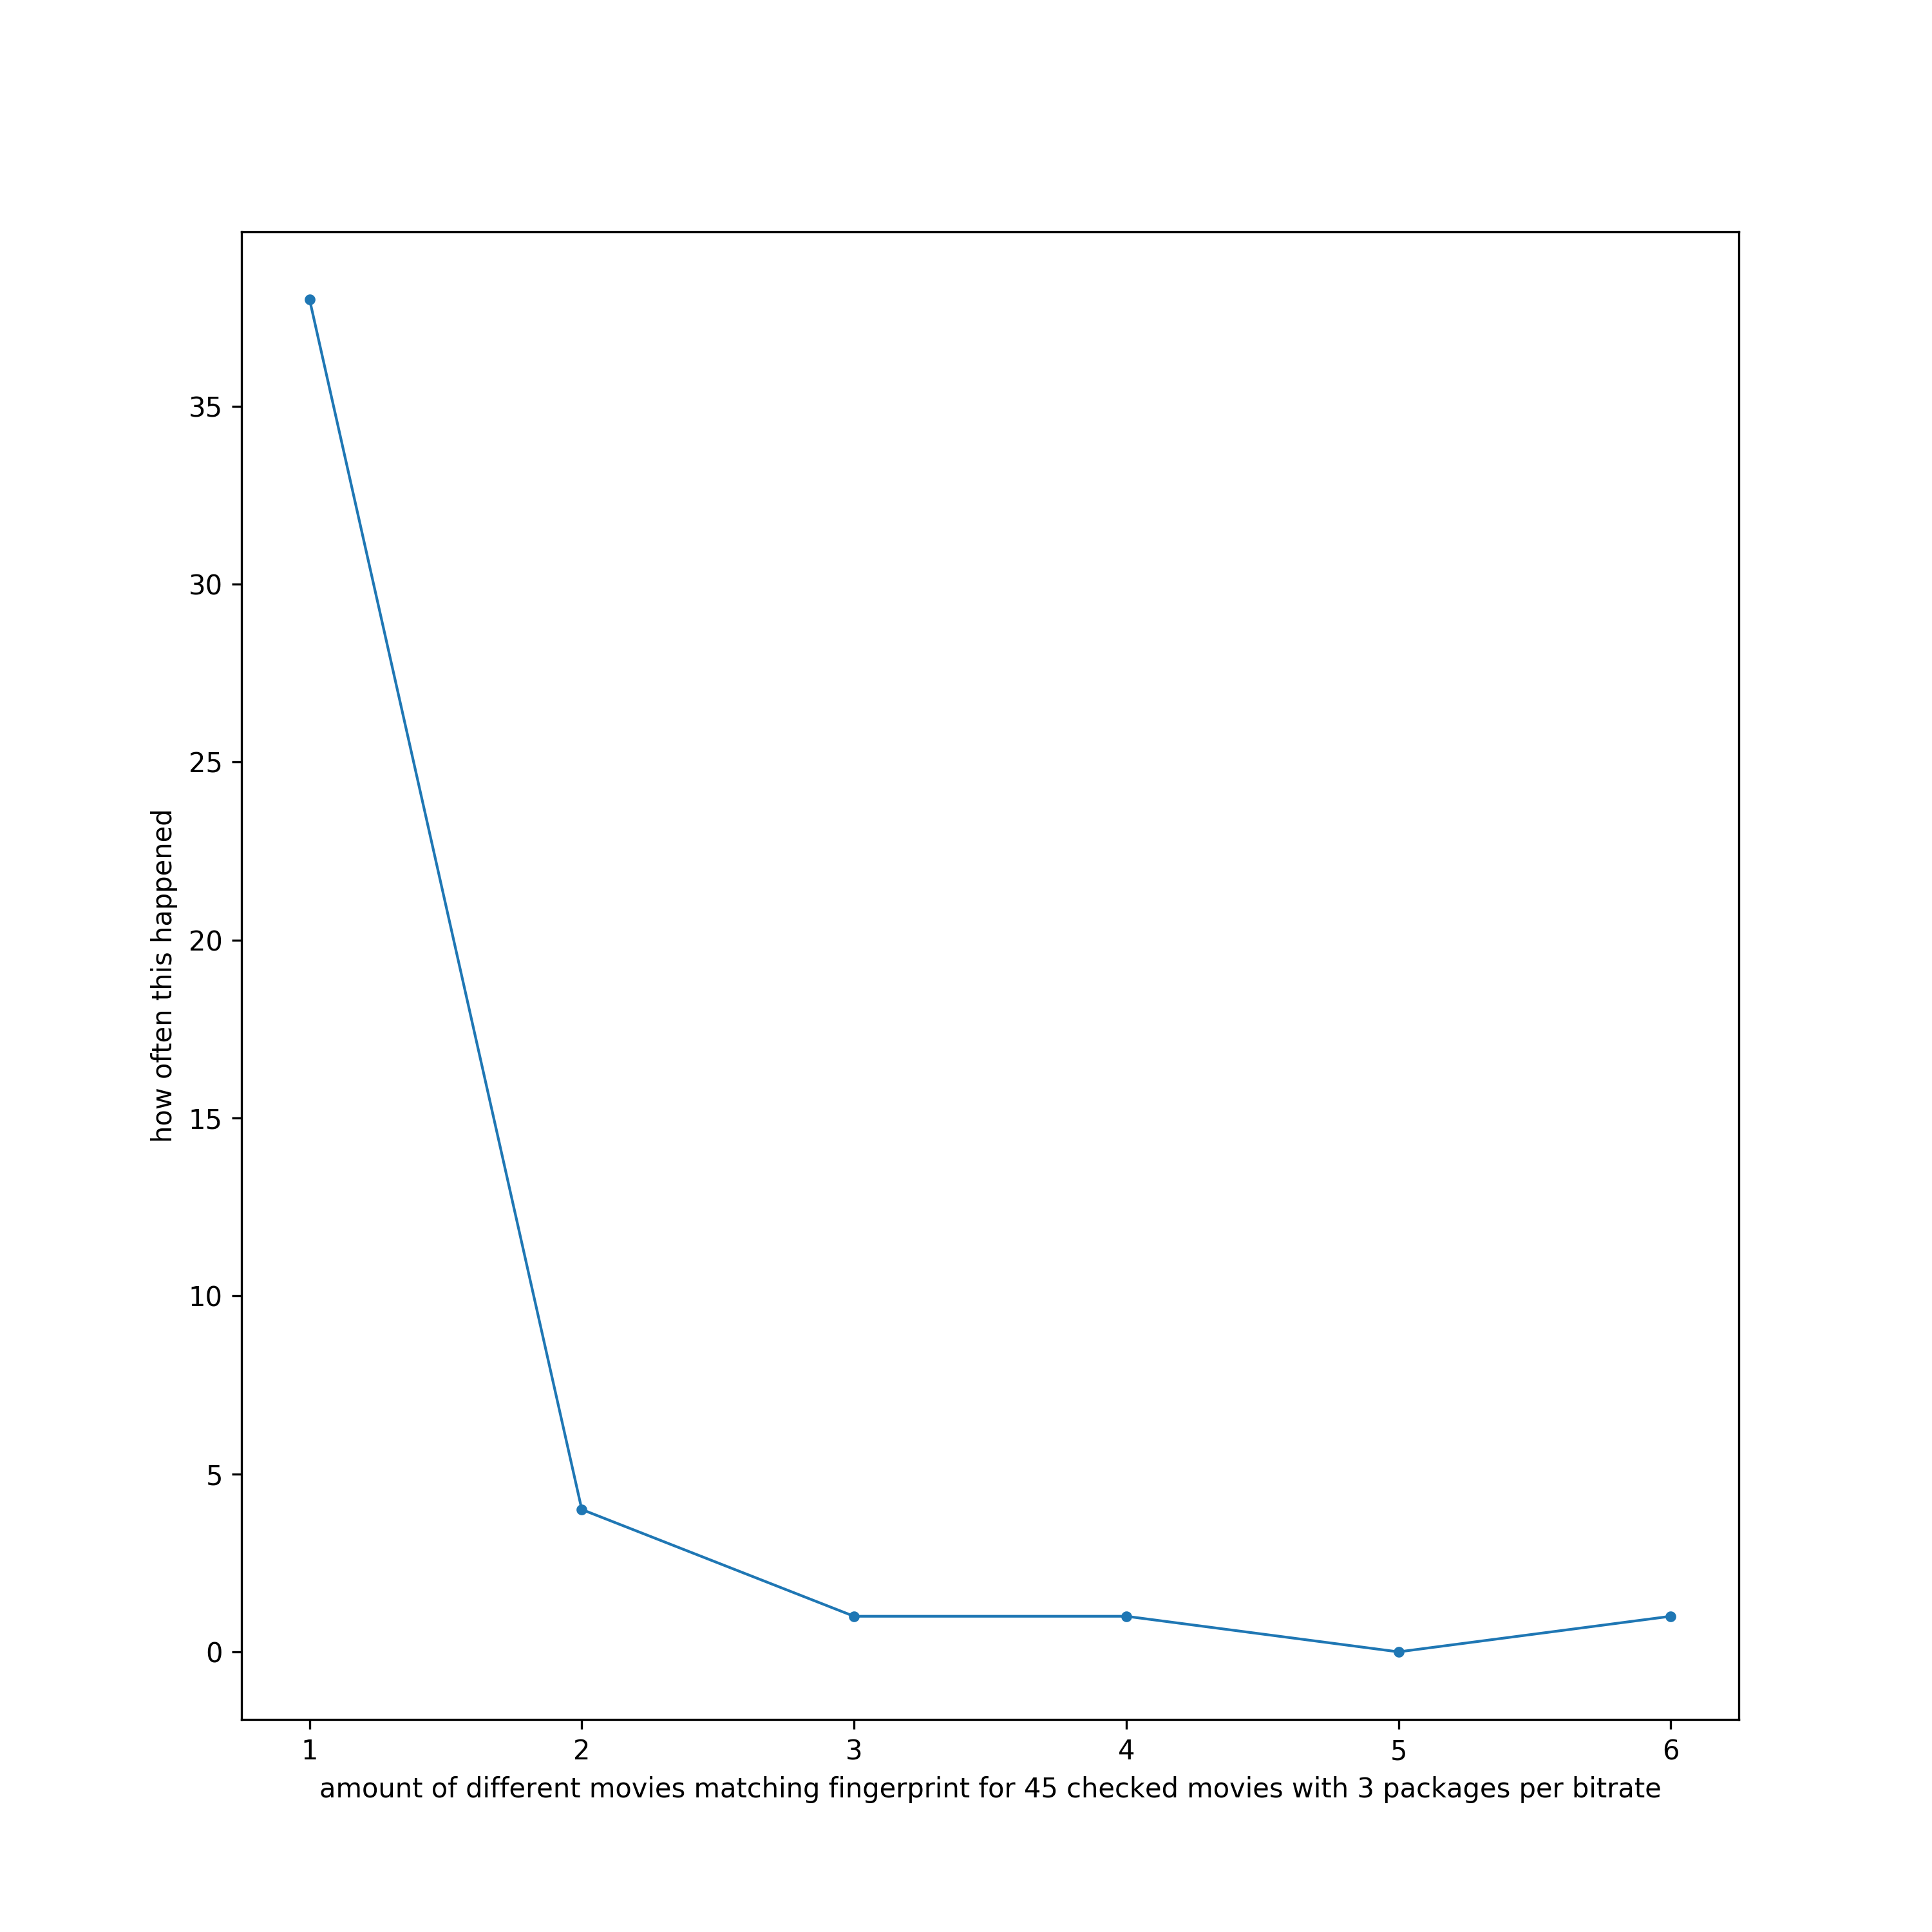 35
30
25
20
15
10
5
0
how often this happened
1 2 3 4 5 6
amount of different movies matching fingerprint for 45 checked movies with 3 packages per bitrate